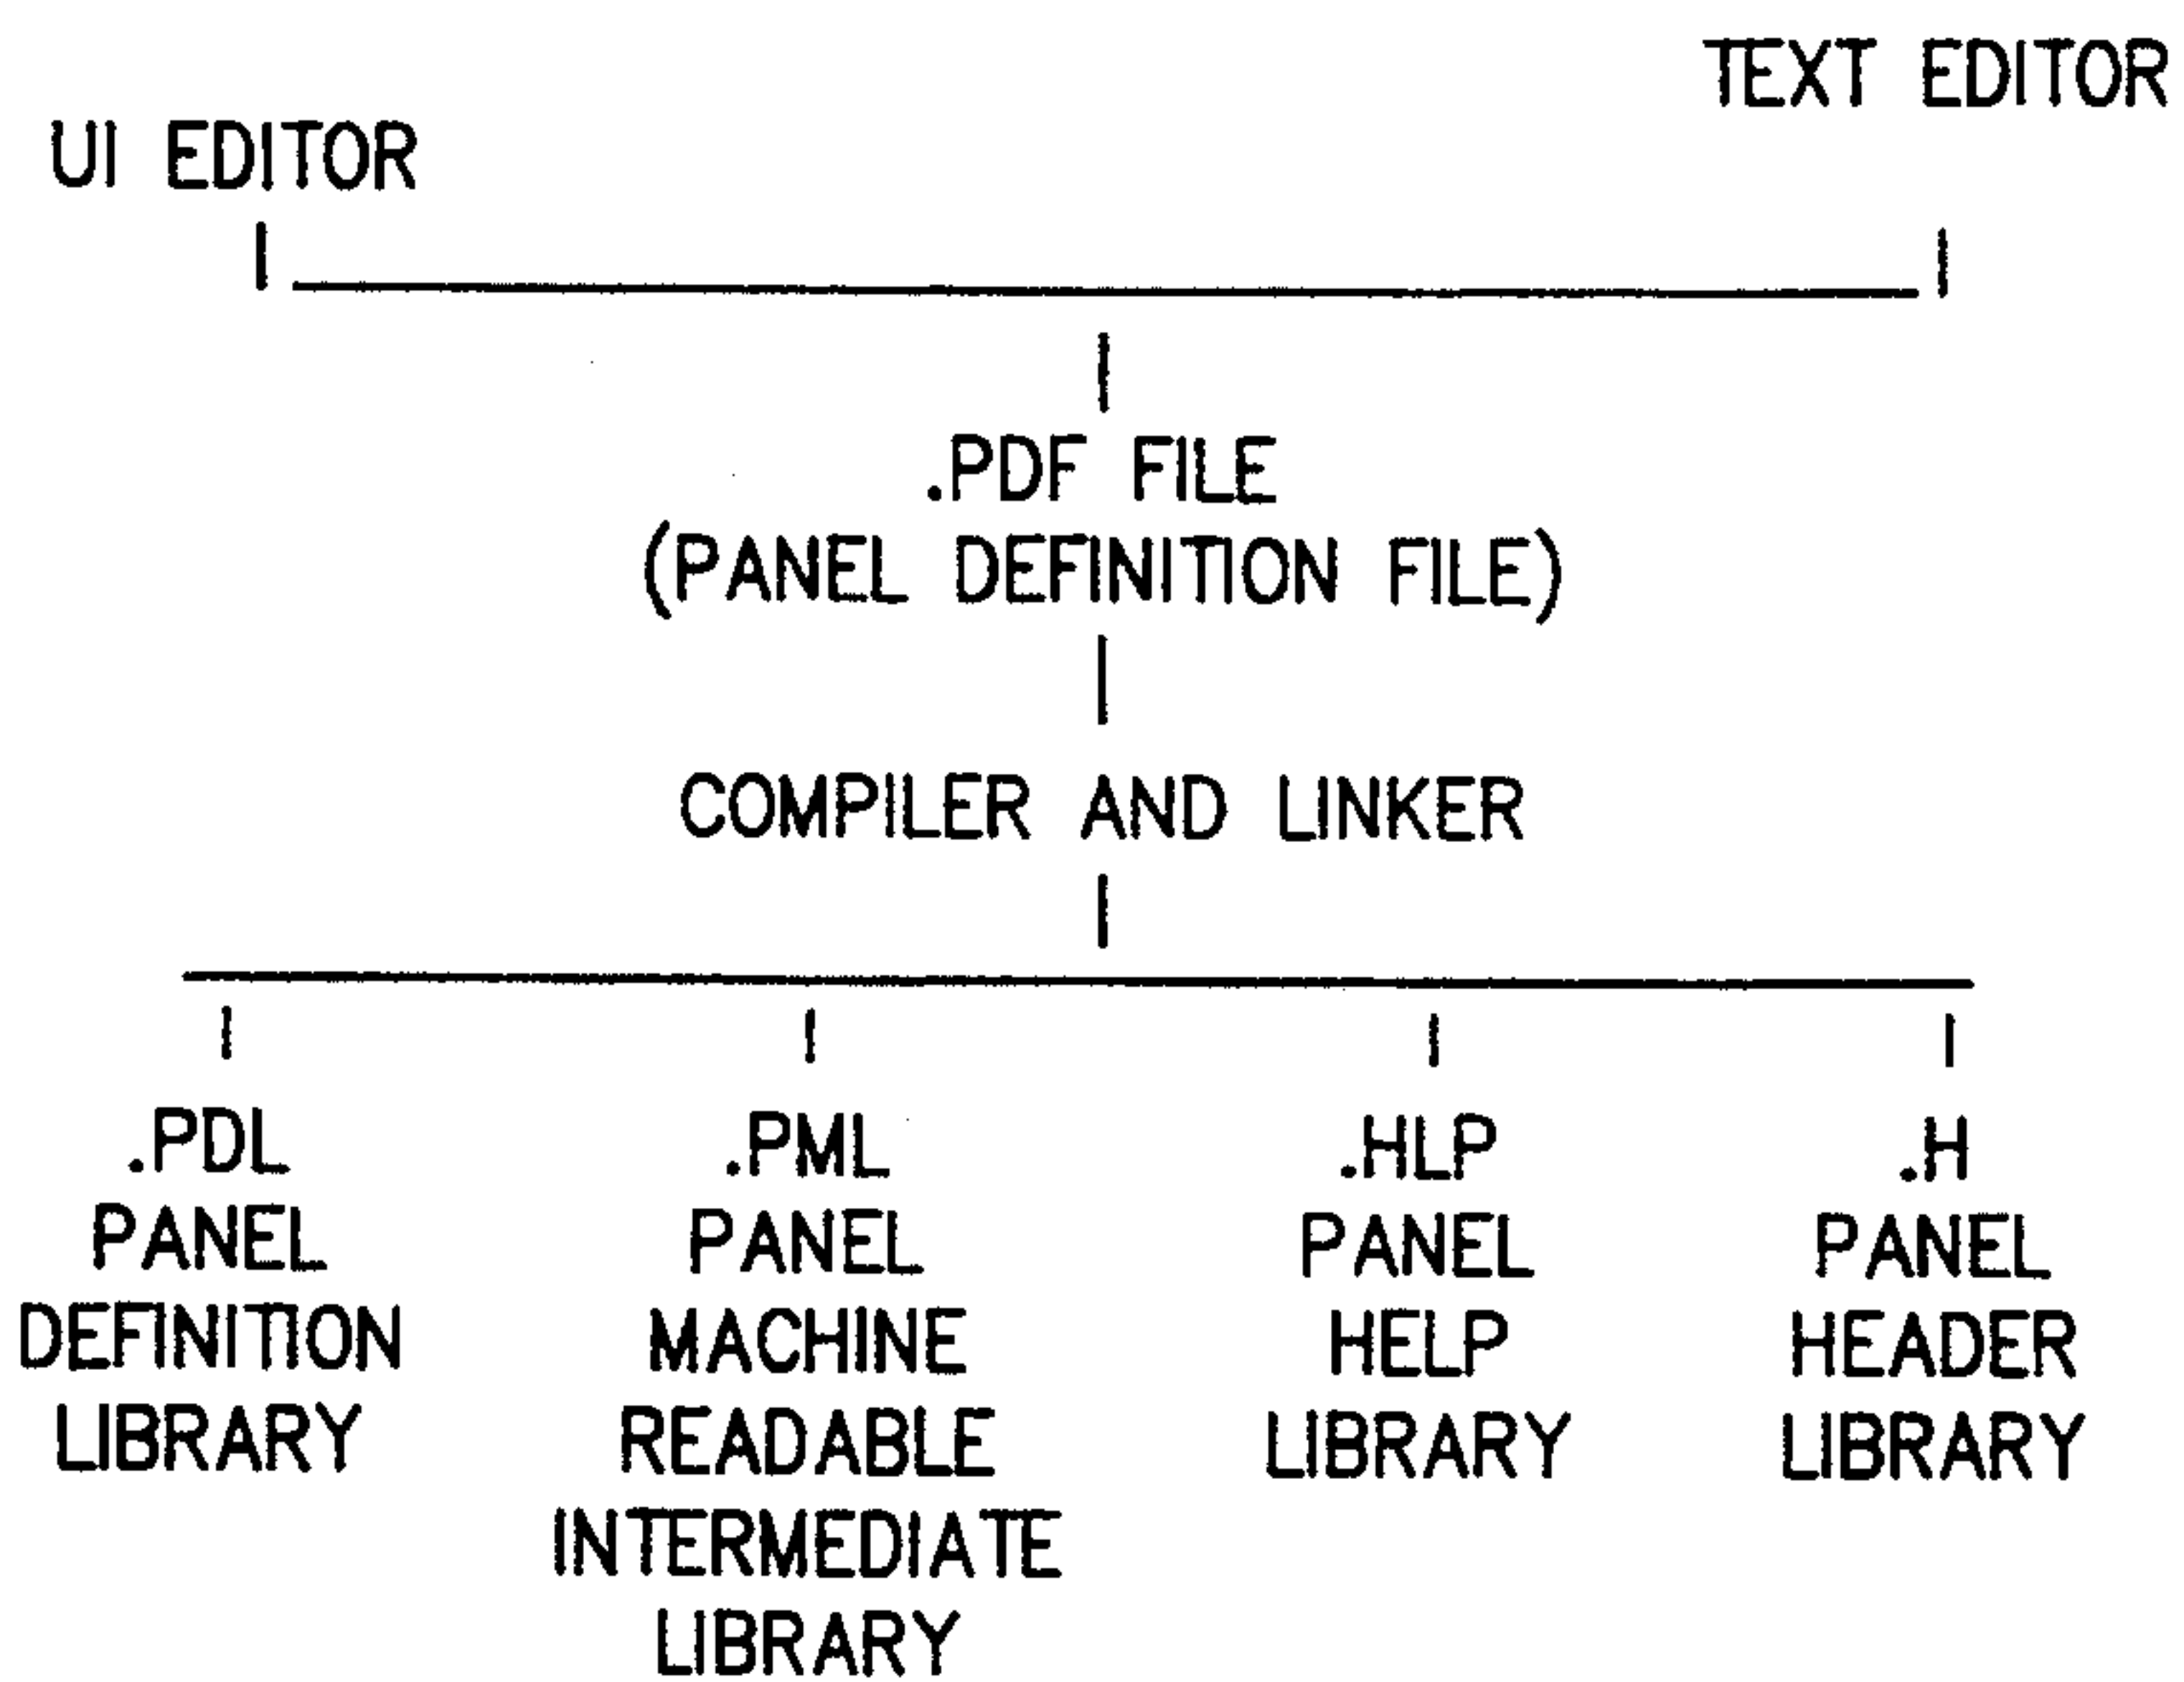 TEXT EDITOR
UI EDITOR
.PDF FILE
(PANEL DEFINITION FILE)
COMPILER AND LINKER
.PDL
PANEL
DEFINITION
LIBRARY
.PML
PANEL
MACHINE
READABLE
INTERMEDIATE
LIBRARY
.HLP
PANEL
HELP
LIBRARY
.H
PANEL
HEADER
LIBRARY